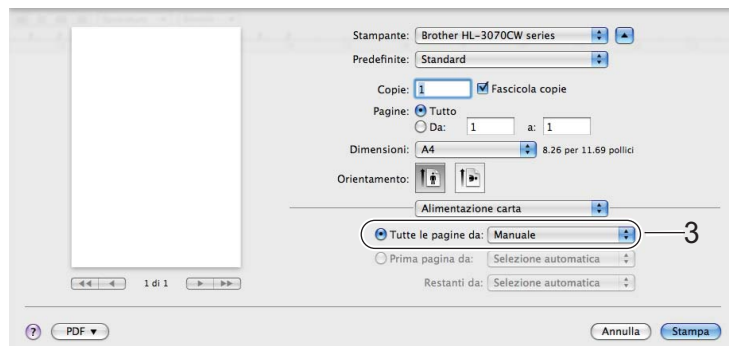 Stampante: Brother HL-3070CW series
Predefinite: Standard
Copie: 1 Fascicola copie
Pagine: Tutto
Da: 1 a: 1
Dimensioni: A4 8.26 per 11.69 pollici
Orientamento:
Alimentazione carta
Tutte le pagine da: Manuale 3
Prima pagina da: Selezione automatica
1 di 1 Restanti da: Selezione automatica
? PDF ▼ Annulla Stampa